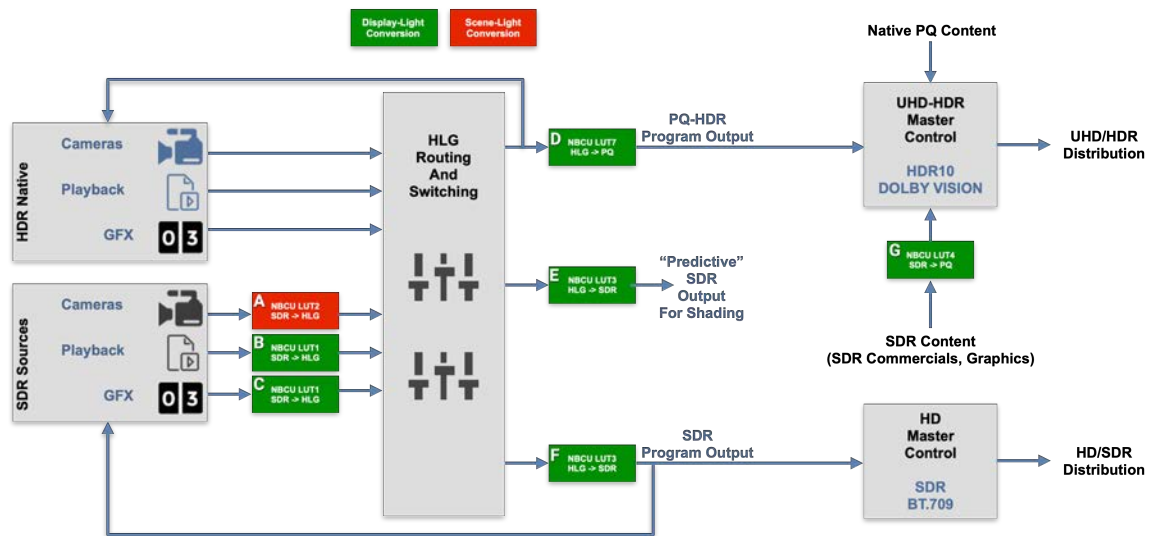 Display-Light
Conversion
Scene-Light
Conversion
Native PQ Content
HDR Native
Cameras
Playback
GFX
03
SDR Sources
Cameras
Playback
GFX
03
A
NBCU LUT2
SDR -> HLG
B
NBCU LUT1
SDR -> HLG
C
NBCU LUT1
SDR -> HLG
HLG
Routing
And
Switching
D
NBCU LUT7
HLG -> PQ
PQ-HDR
Program Output
E
NBCU LUT3
HLG -> SDR
“Predictive”
SDR
Output
For Shading
F
NBCU LUT3
HLG -> SDR
SDR
Program Output
UHD-HDR
Master
Control
HDR10
DOLBY VISION
UHD/HDR
Distribution
G
NBCU LUT4
SDR -> PQ
SDR Content
(SDR Commercials, Graphics)
HD
Master
Control
SDR
BT.709
HD/SDR
Distribution